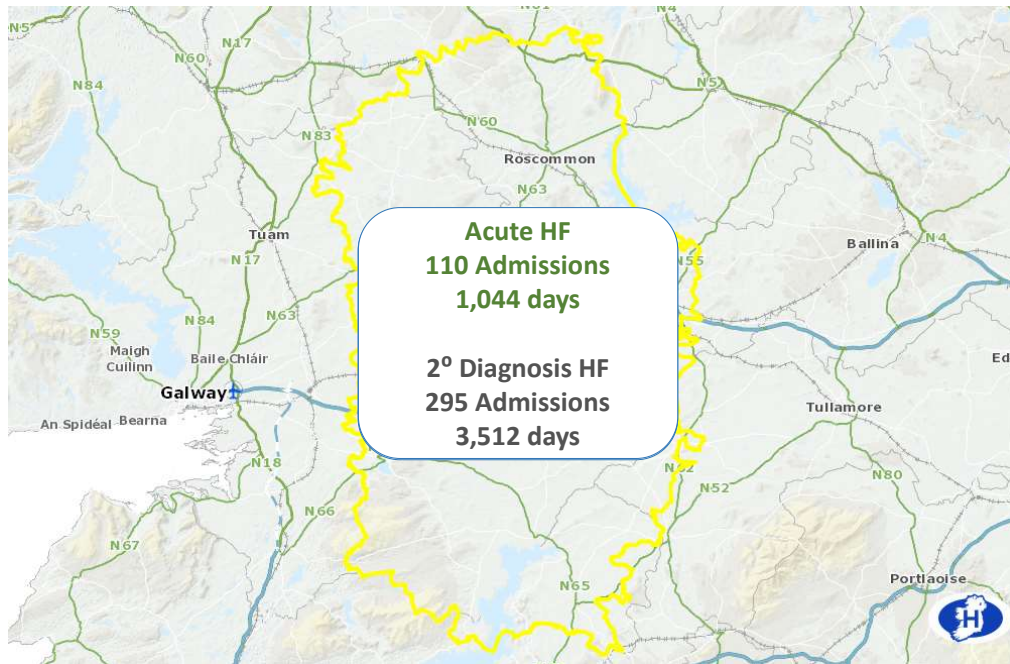 N5
N17
N60
N61
N4
N84
N5
N60
N83
Roscommon
N63
Tuam
Acute HF
110 Admissions
1,044 days
N55
Ballina
N4
N17
N59
N84
N63
Maigh
Cuilinn
Baile Chláir
2º Diagnosis HF
295 Admissions
3,512 days
Ed
Galway
An Spidéal
Bearna
Tullamore
N18
N62
N52
N80
N66
N67
N65
Portlaoise
H